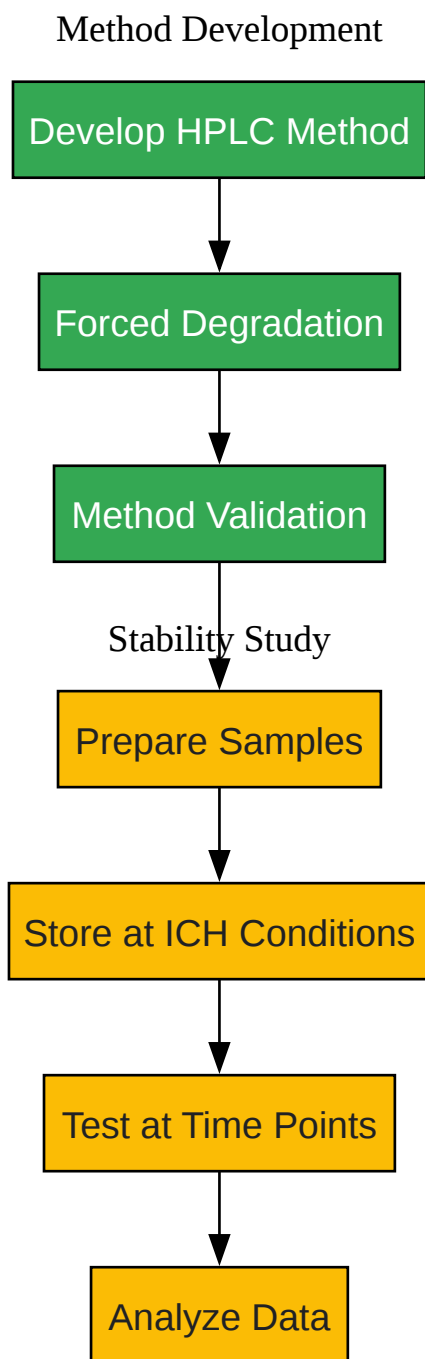 Method Development
Develop HPLC Method
Forced Degradation
Method Validation
Stability Study
Prepare Samples
Store at ICH Conditions
Test at Time Points
Analyze Data